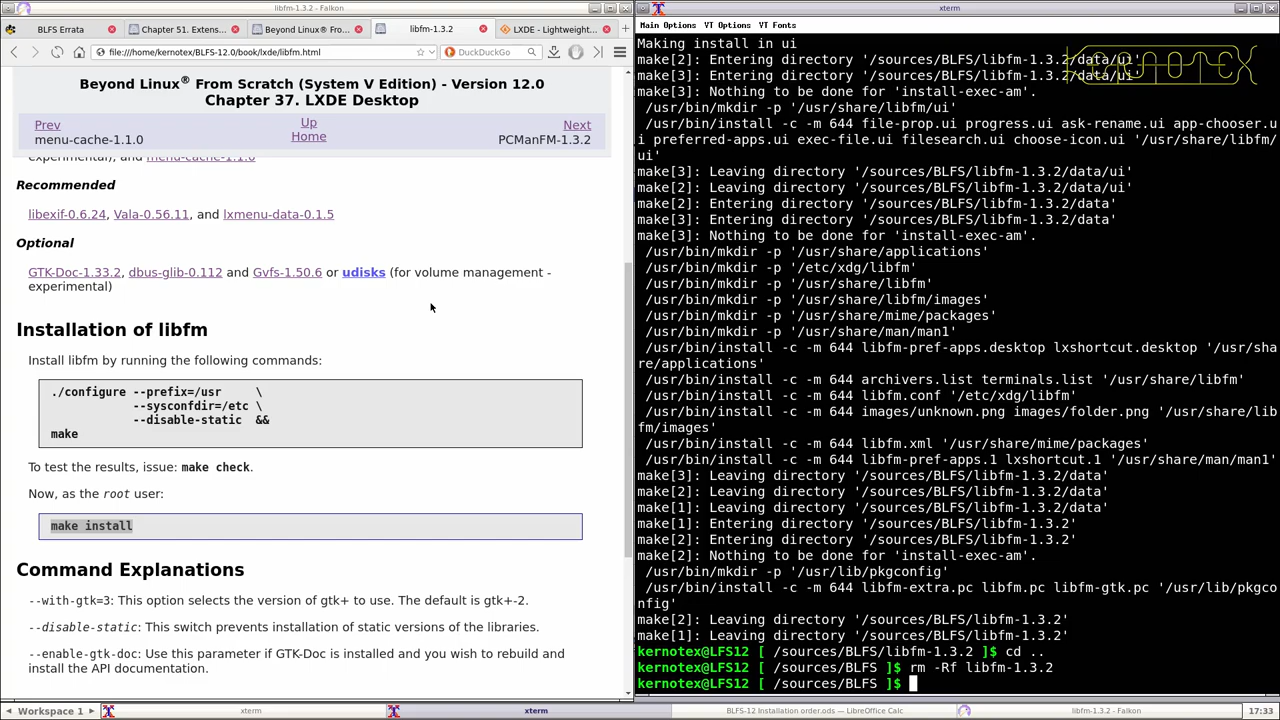 libfm-1.3.2 - Falkon
BLFS Errata
Chapter 51. Extens...
Beyond Linux® Fro...
libfm-1.3.2
LXDE - Lightweight...
file:///home/kernotex/BLFS-12.0/book/lxde/libfm.html
DuckDuckGo
Beyond Linux® From Scratch (System V Edition) - Version 12.0
Chapter 37. LXDE Desktop
Prev
Up
Next
menu-cache-1.1.0
Home
PCManFM-1.3.2
experimental), and menu-cache-1.1.0
Recommended
libexif-0.6.24, Vala-0.56.11, and lxmenu-data-0.1.5
Optional
GTK-Doc-1.33.2, dbus-glib-0.112 and Gvfs-1.50.6 or udisks (for volume management -
experimental)
Installation of libfm
Install libfm by running the following commands:
./configure --prefix=/usr     \
            --sysconfdir=/etc \
            --disable-static  &&
make
To test the results, issue: make check.
Now, as the root user:
make install
Command Explanations
--with-gtk=3: This option selects the version of gtk+ to use. The default is gtk+-2.
--disable-static: This switch prevents installation of static versions of the libraries.
--enable-gtk-doc: Use this parameter if GTK-Doc is installed and you wish to rebuild and
install the API documentation.
xterm
Main Options  VT Options  VT Fonts
KERNOTEX
Making install in ui
make[2]: Entering directory '/sources/BLFS/libfm-1.3.2/data/ui'
make[3]: Entering directory '/sources/BLFS/libfm-1.3.2/data/ui'
make[3]: Nothing to be done for 'install-exec-am'.
 /usr/bin/mkdir -p '/usr/share/libfm/ui'
 /usr/bin/install -c -m 644 file-prop.ui progress.ui ask-rename.ui app-chooser.u
i preferred-apps.ui exec-file.ui filesearch.ui choose-icon.ui '/usr/share/libfm/
ui'
make[3]: Leaving directory '/sources/BLFS/libfm-1.3.2/data/ui'
make[2]: Leaving directory '/sources/BLFS/libfm-1.3.2/data/ui'
make[2]: Entering directory '/sources/BLFS/libfm-1.3.2/data'
make[3]: Entering directory '/sources/BLFS/libfm-1.3.2/data'
make[3]: Nothing to be done for 'install-exec-am'.
 /usr/bin/mkdir -p '/usr/share/applications'
 /usr/bin/mkdir -p '/etc/xdg/libfm'
 /usr/bin/mkdir -p '/usr/share/libfm'
 /usr/bin/mkdir -p '/usr/share/libfm/images'
 /usr/bin/mkdir -p '/usr/share/mime/packages'
 /usr/bin/mkdir -p '/usr/share/man/man1'
 /usr/bin/install -c -m 644 libfm-pref-apps.desktop lxshortcut.desktop '/usr/sha
re/applications'
 /usr/bin/install -c -m 644 archivers.list terminals.list '/usr/share/libfm'
 /usr/bin/install -c -m 644 libfm.conf '/etc/xdg/libfm'
 /usr/bin/install -c -m 644 images/unknown.png images/folder.png '/usr/share/lib
fm/images'
 /usr/bin/install -c -m 644 libfm.xml '/usr/share/mime/packages'
 /usr/bin/install -c -m 644 libfm-pref-apps.1 lxshortcut.1 '/usr/share/man/man1'
make[3]: Leaving directory '/sources/BLFS/libfm-1.3.2/data'
make[2]: Leaving directory '/sources/BLFS/libfm-1.3.2/data'
make[1]: Leaving directory '/sources/BLFS/libfm-1.3.2/data'
make[1]: Entering directory '/sources/BLFS/libfm-1.3.2'
make[2]: Entering directory '/sources/BLFS/libfm-1.3.2'
make[2]: Nothing to be done for 'install-exec-am'.
 /usr/bin/mkdir -p '/usr/lib/pkgconfig'
 /usr/bin/install -c -m 644 libfm-extra.pc libfm.pc libfm-gtk.pc '/usr/lib/pkgco
nfig'
make[2]: Leaving directory '/sources/BLFS/libfm-1.3.2'
make[1]: Leaving directory '/sources/BLFS/libfm-1.3.2'
kernotex@LFS12 [ /sources/BLFS/libfm-1.3.2 ]$ cd ..
kernotex@LFS12 [ /sources/BLFS ]$ rm -Rf libfm-1.3.2
kernotex@LFS12 [ /sources/BLFS ]$
Workspace 1
xterm
xterm
BLFS-12 Installation order.ods — LibreOffice Calc
libfm-1.3.2 - Falkon
17:33